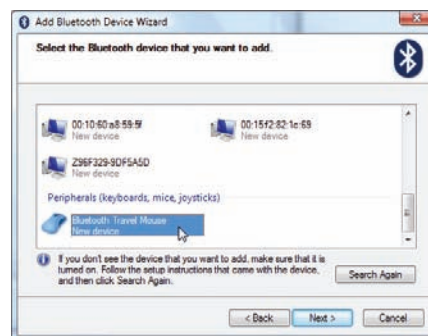 Add Bluetooth Device Wizard
Select the Bluetooth device that you want to add.
00:10:60:a8:59:5f
New device
00:15:f2:82:1c:69
New device
Z96F329-9DF5A5D
New device
Peripherals (keyboards, mice, joysticks)
Bluetooth Travel Mouse
New device
If you don't see the device that you want to add, make sure that it is
turned on. Follow the setup instructions that came with the device,
and then click Search Again.
Search Again
< Back
Next >
Cancel